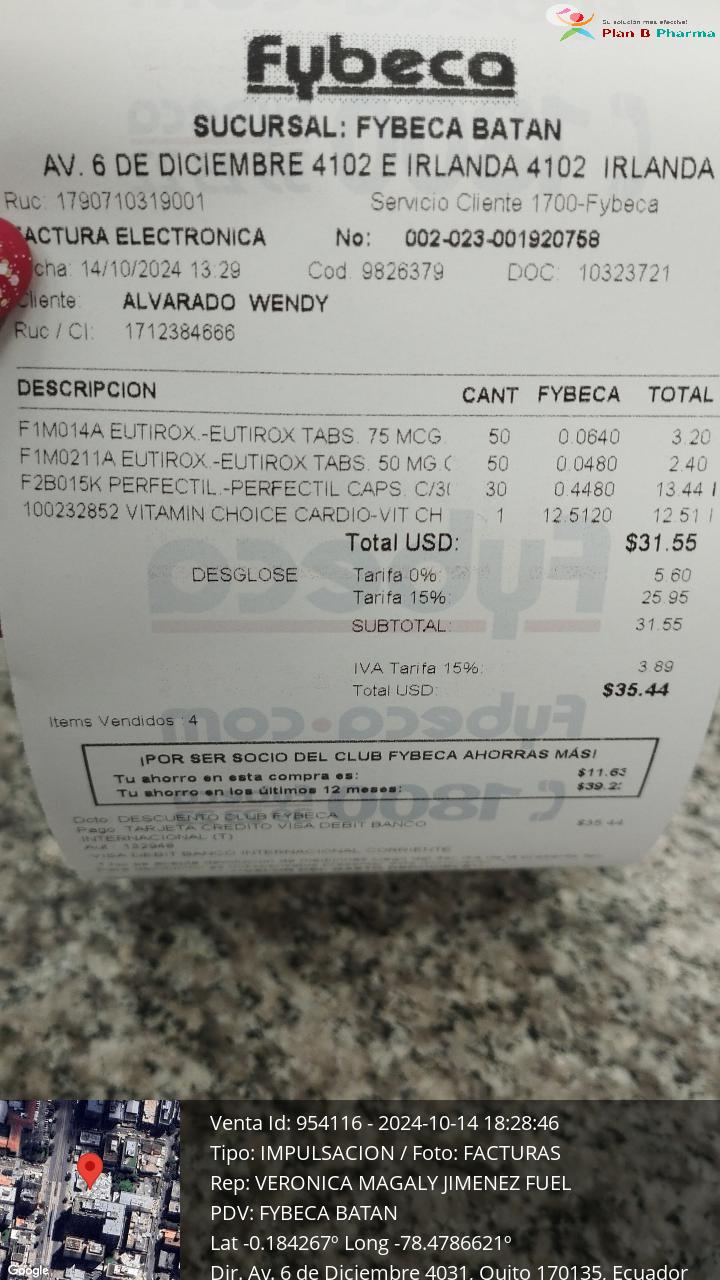 Su solución mas efectiva!
Plan B Pharma
Fybeca
SUCURSAL: FYBECA BATAN
AV. 6 DE DICIEMBRE 4102 E IRLANDA 4102 IRLANDA
Ruc: 1790710319001 Servicio Cliente 1700-Fybeca
ACTURA ELECTRONICA No: 002-023-001920758
cha: 14/10/2024 13:29 Cod. 9826379 DOC: 10323721
Cliente: ALVARADO WENDY
Ruc / CI: 1712384666
DESCRIPCION CANT FYBECA TOTAL
F1M014A EUTIROX.-EUTIROX TABS. 75 MCG. 50 0.0640 3.20
F1M0211A EUTIROX.-EUTIROX TABS. 50 MG.C 50 0.0480 2.40
F2B015K PERFECTIL.-PERFECTIL CAPS. C/3( 30 0.4480 13.44 I
100232852 VITAMIN CHOICE CARDIO-VIT CH 1 12.5120 12.51 I
Total USD: $31.55
DESGLOSE Tarifa 0%: 5.60
Tarifa 15%: 25.95
SUBTOTAL: 31.55
IVA Tarifa 15%: 3.89
Total USD: $35.44
Items Vendidos : 4
¡POR SER SOCIO DEL CLUB FYBECA AHORRAS MÁS!
Tu ahorro en esta compra es: $11.63
Tu ahorro en los últimos 12 meses: $39.2
Dcto DESCUENTO CLUB FYBECA
Pago TARJETA CREDITO VISA DEBIT BANCO $35.44
INTERNACIONAL (T)
VISA DEBIT BANCO INTERNACIONAL CORRIENTE
Venta Id: 954116 - 2024-10-14 18:28:46
Tipo: IMPULSACION / Foto: FACTURAS
Rep: VERONICA MAGALY JIMENEZ FUEL
PDV: FYBECA BATAN
Lat -0.184267º Long -78.4786621º
Dir. Av. 6 de Diciembre 4031, Quito 170135, Ecuador
Google